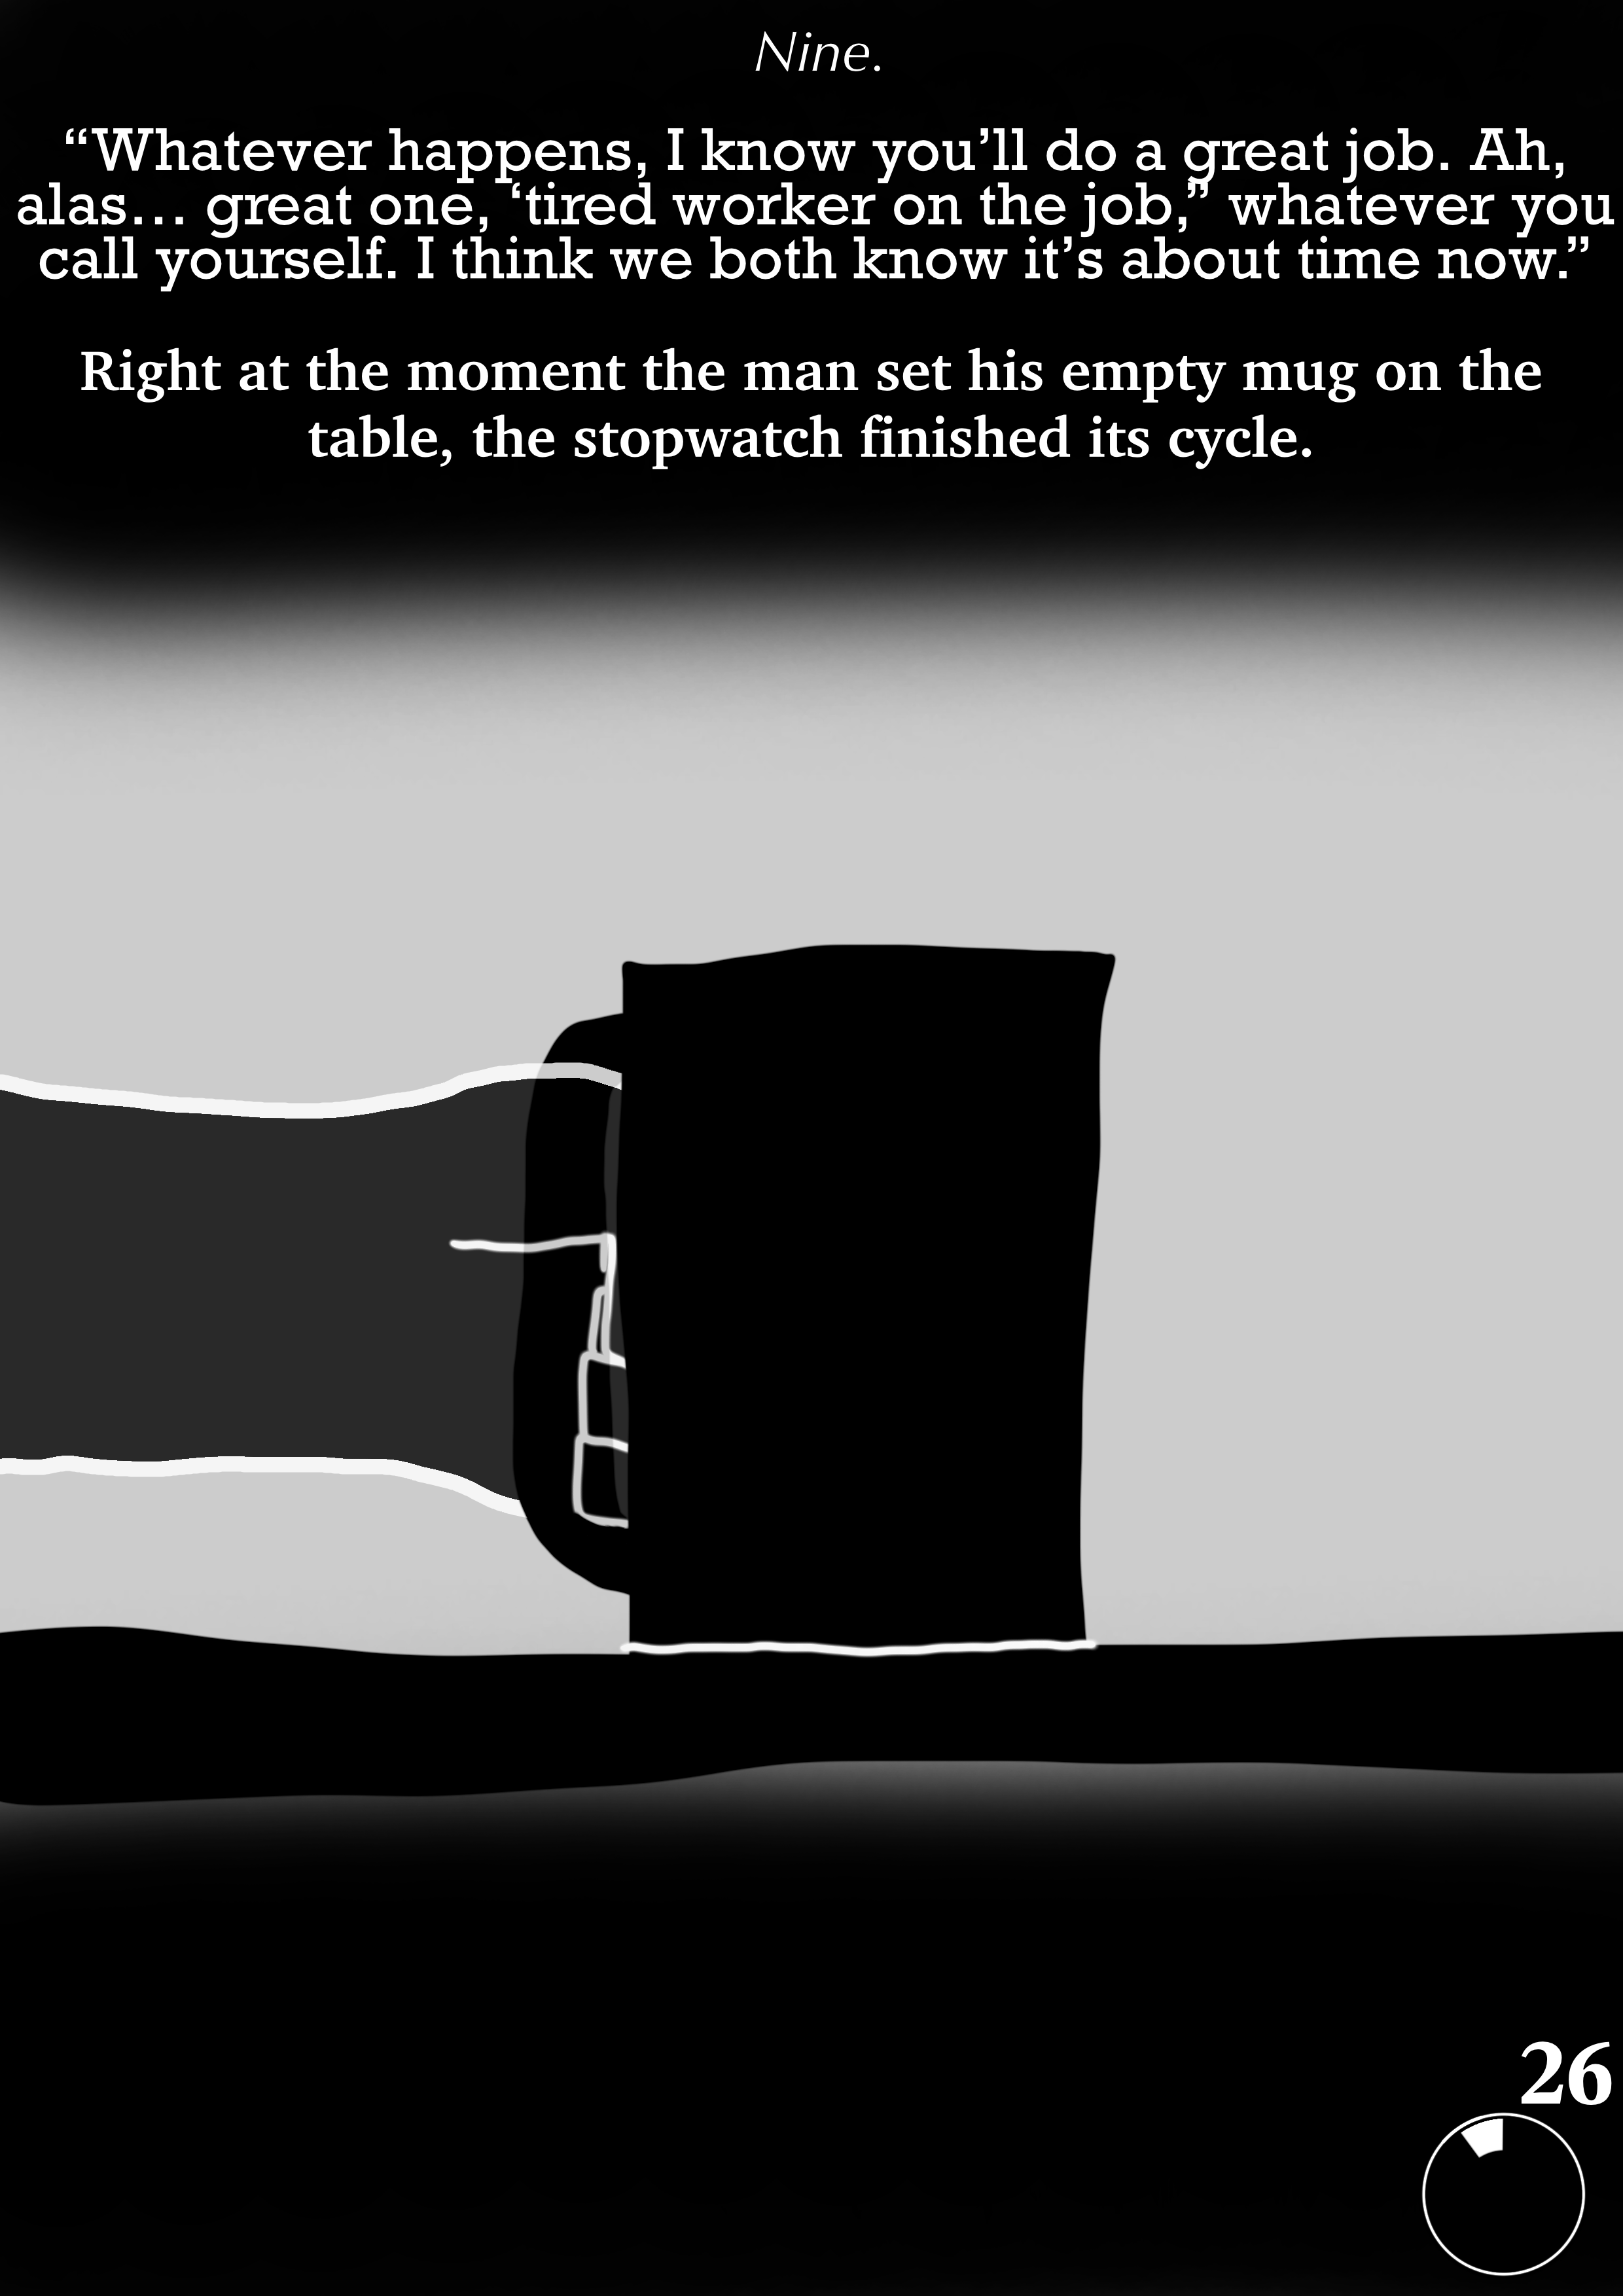 Nine.
“Whatever happens, I know you’ll do a great job. Ah,
alas… great one, ‘tired worker on the job,” whatever you
call yourself. I think we both know it’s about time now.”
Right at the moment the man set his empty mug on the
table, the stopwatch finished its cycle.
26